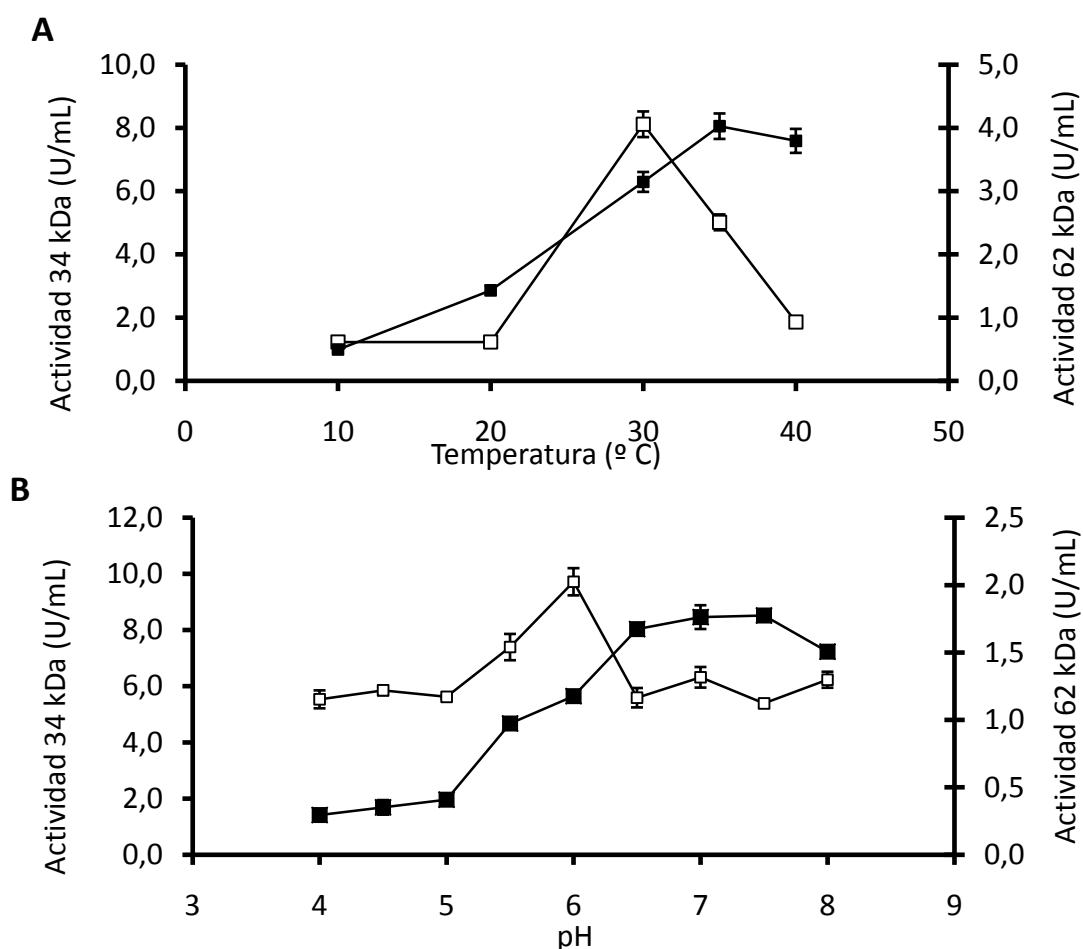 A
Actividad 34 kDa (U/mL)
10,0
8,0
6,0
4,0
2,0
0,0
5,0
4,0
3,0
2,0
1,0
0,0
Actividad 62 kDa (U/mL)
0 10 20 30 40 50
Temperatura (º C)
B
Actividad 34 kDa (U/mL)
12,0
10,0
8,0
6,0
4,0
2,0
0,0
2,5
2,0
1,5
1,0
0,5
0,0
Actividad 62 kDa (U/mL)
3 4 5 6 7 8 9
pH